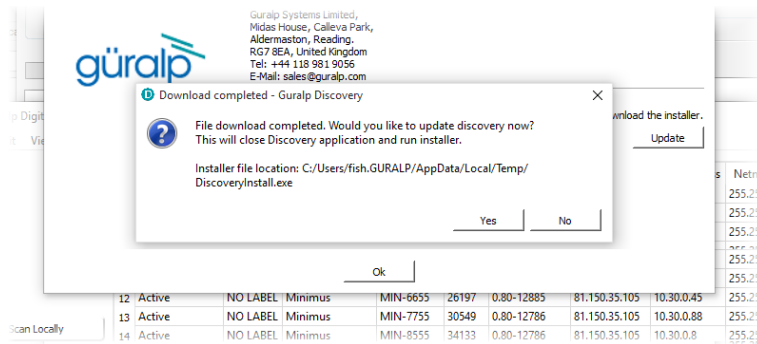 Guralp Systems Limited,
Midas House, Calleva Park,
Aldermaston, Reading.
RG7 8EA, United Kingdom
Tel: +44 118 981 9056
E-Mail: sales@guralp.com
güralp
Download completed - Guralp Discovery
File download completed. Would you like to update discovery now?
This will close Discovery application and run installer.
Installer file location: C:/Users/fish.GURALP/AppData/Local/Temp/
DiscoveryInstall.exe
Yes No
the installer.
Update
Ok
12 Active NO LABEL Minimus MIN-6655 26197 0.80-12885 81.150.35.105 10.30.0.45
13 Active NO LABEL Minimus MIN-7755 30549 0.80-12786 81.150.35.105 10.30.0.88
14 Active NO LABEL Minimus MIN-8555 34133 0.80-12786 81.150.35.105 10.30.0.8
Scan Locally